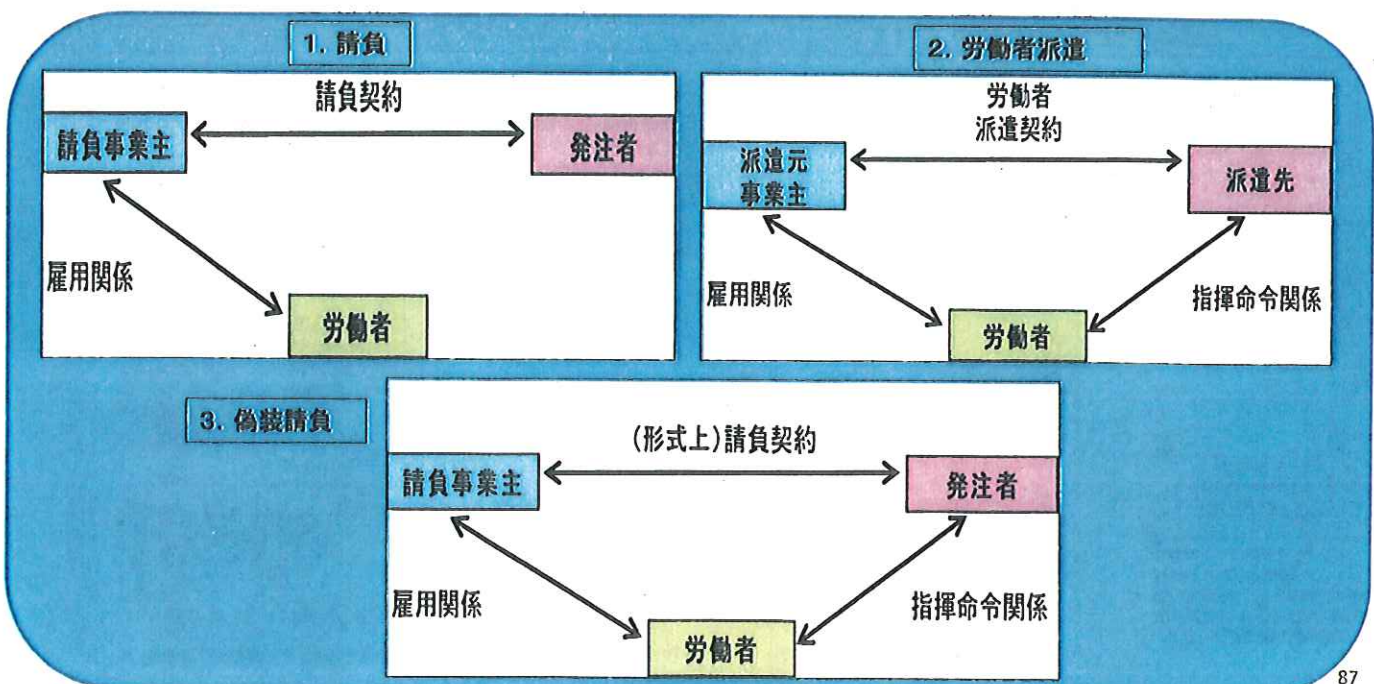 1. 請負
請負契約
請負事業主
発注者
雇用関係
労働者
2. 労働者派遣
労働者
派遣契約
派遣元
事業主
派遣先
雇用関係
指揮命令関係
労働者
3. 偽装請負
(形式上)請負契約
請負事業主
発注者
雇用関係
指揮命令関係
労働者
87